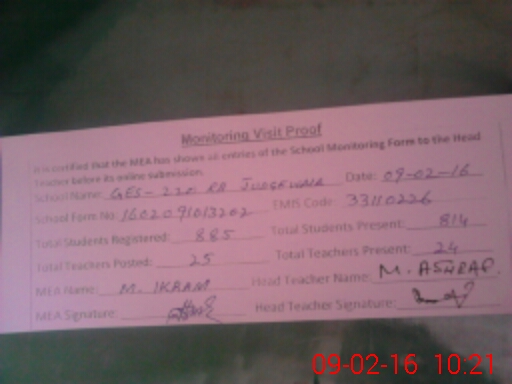 Monitoring Visit Proof
It is certified that the MEA has shown all entries of the School Monitoring Form to the Head
Teacher before its online submission.
School Name: GES-220 RB JUDGEWALA Date: 09-02-16
School Form No: 1602091013202 EMIS Code: 33110226
Total Students Registered: 885 Total Students Present: 814
Total Teachers Posted: 25 Total Teachers Present: 24
MEA Name: M. IKRAM Head Teacher Name: M. ASHRAF.
MEA Signature: Head Teacher Signature:
09-02-16 10:21